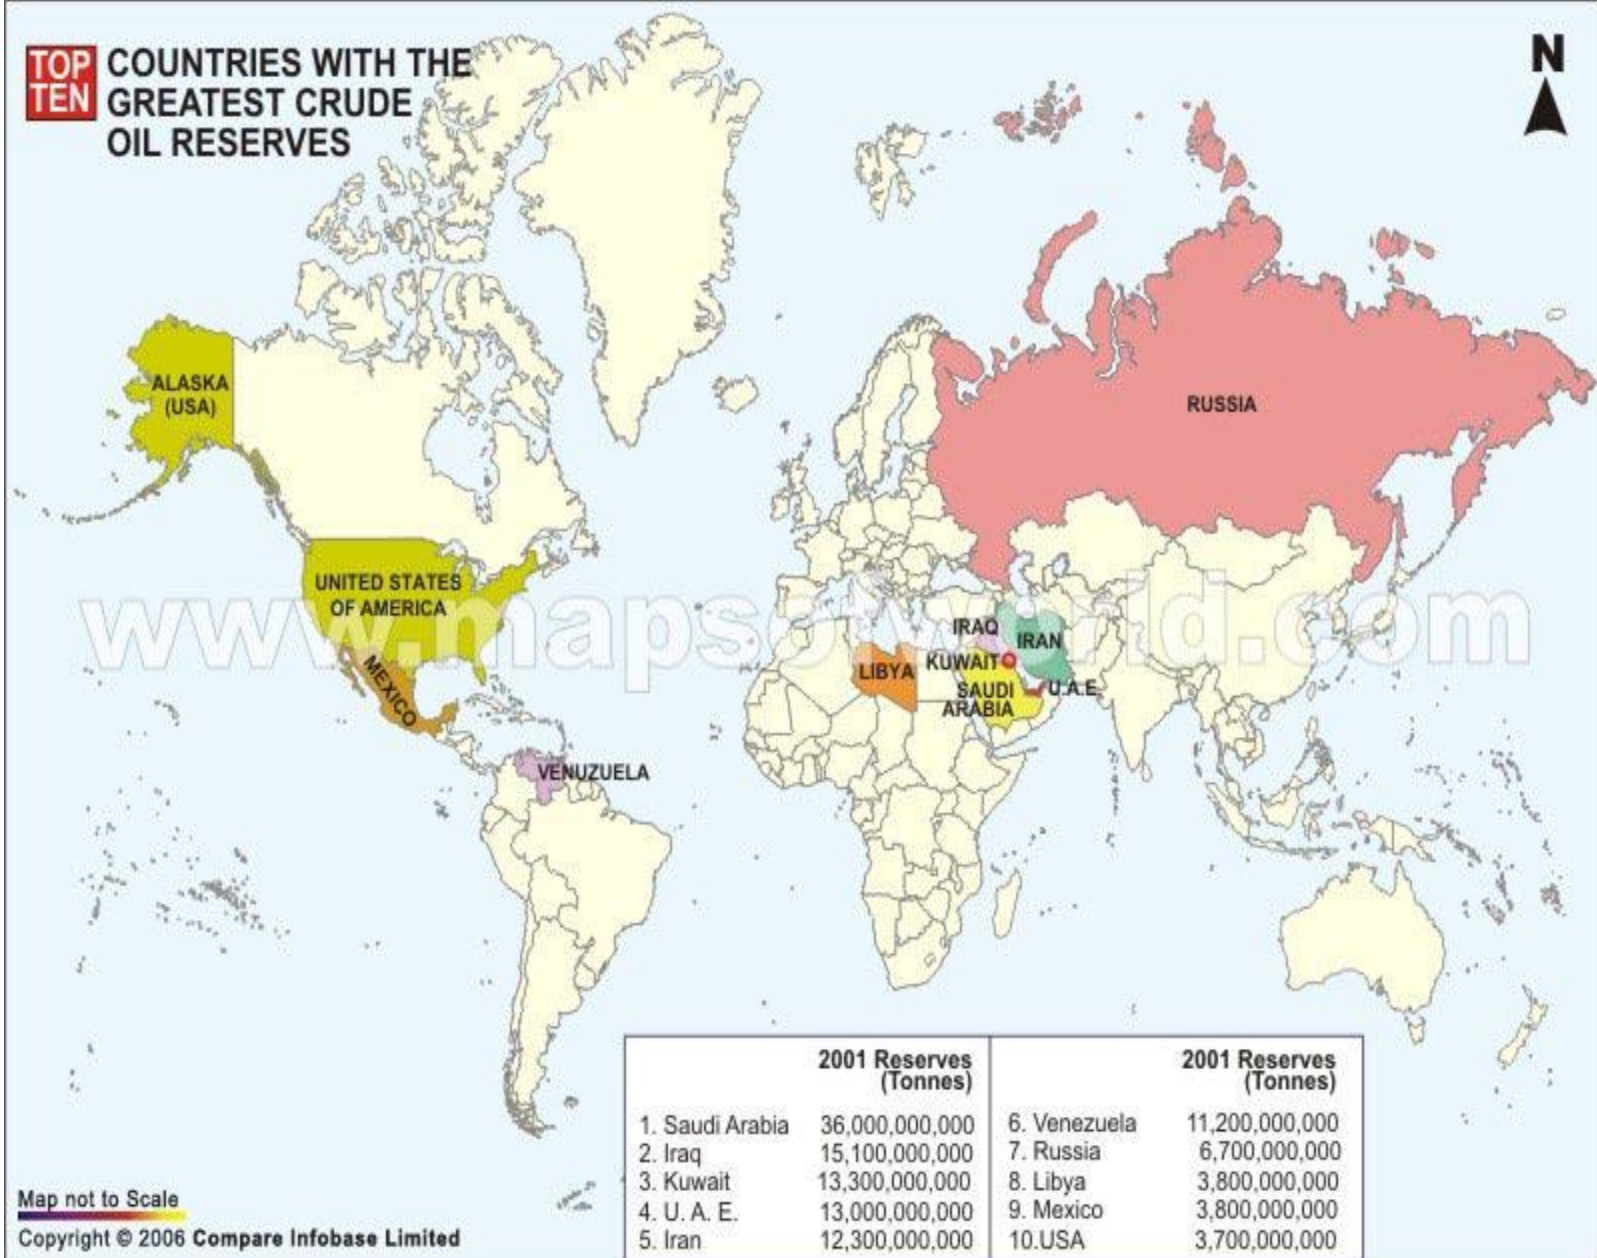 TOP
TEN
COUNTRIES WITH THE
GREATEST CRUDE
OIL RESERVES
N
ALASKA
(USA)
RUSSIA
UNITED STATES
OF AMERICA
www.mapsofworld.com
MEXICO
IRAQ
IRAN
KUWAIT
LIBYA
SAUDI
ARABIA
U.A.E.
VENUZUELA
2001 Reserves
(Tonnes)
1. Saudi Arabia 36,000,000,000
2. Iraq 15,100,000,000
3. Kuwait 13,300,000,000
4. U. A. E. 13,000,000,000
5. Iran 12,300,000,000
2001 Reserves
(Tonnes)
6. Venezuela 11,200,000,000
7. Russia 6,700,000,000
8. Libya 3,800,000,000
9. Mexico 3,800,000,000
10.USA 3,700,000,000
Map not to Scale
Copyright © 2006 Compare Infobase Limited